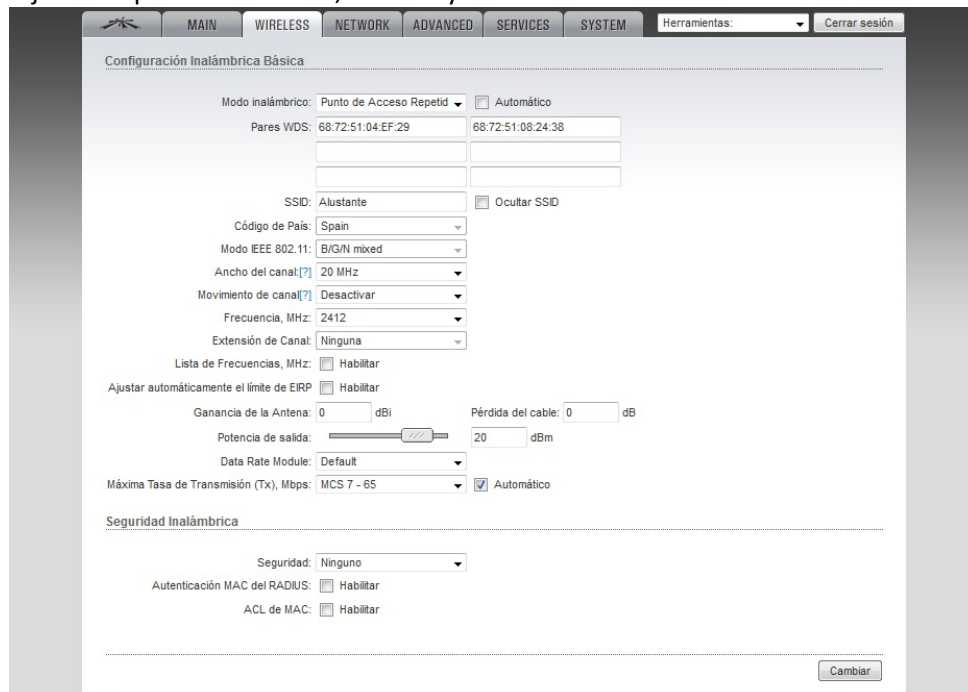 MAIN WIRELESS NETWORK ADVANCED SERVICES SYSTEM Herramientas: Cerrar sesión
Configuración Inalámbrica Básica
Modo inalámbrico: Punto de Acceso Repetid Automático
Pares WDS: 68:72:51:04:EF:29 68:72:51:08:24:38
SSID: Alustante Ocultar SSID
Código de País: Spain
Modo IEEE 802.11: B/G/N mixed
Ancho del canal:[?] 20 MHz
Movimiento de canal[?] Desactivar
Frecuencia, MHz: 2412
Extensión de Canal: Ninguna
Lista de Frecuencias, MHz: Habilitar
Ajustar automáticamente el límite de EIRP Habilitar
Ganancia de la Antena: 0 dBi Pérdida del cable: 0 dB
Potencia de salida: 20 dBm
Data Rate Module: Default
Máxima Tasa de Transmisión (Tx), Mbps: MCS 7 - 65 Automático
Seguridad Inalámbrica
Seguridad: Ninguno
Autenticación MAC del RADIUS: Habilitar
ACL de MAC: Habilitar
Cambiar